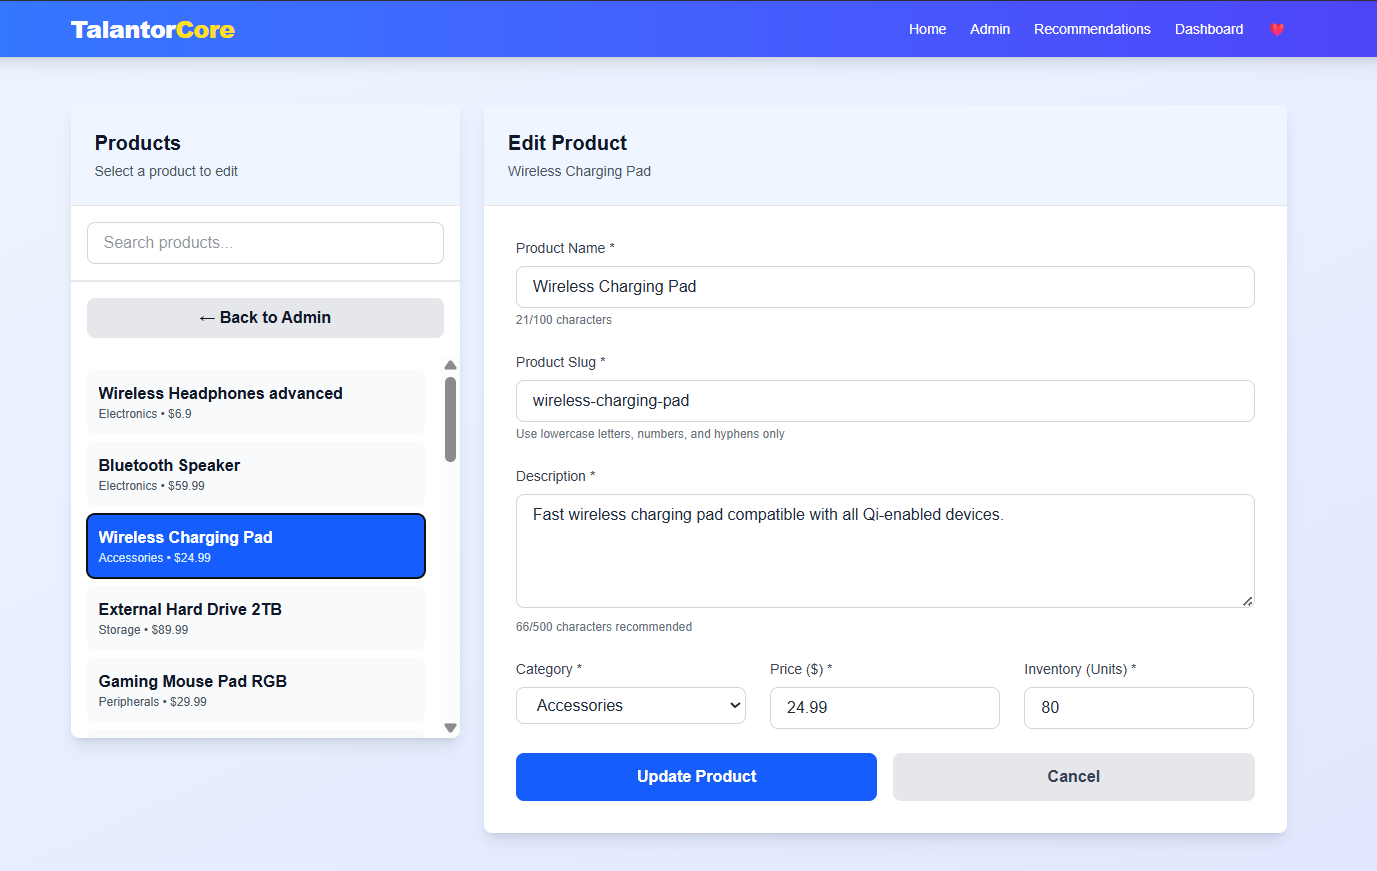 TalantorCore
Home Admin Recommendations Dashboard
Products
Select a product to edit
Search products...
← Back to Admin
Wireless Headphones advanced
Electronics • $6.9
Bluetooth Speaker
Electronics • $59.99
Wireless Charging Pad
Accessories • $24.99
External Hard Drive 2TB
Storage • $89.99
Gaming Mouse Pad RGB
Peripherals • $29.99
Edit Product
Wireless Charging Pad
Product Name *
Wireless Charging Pad
21/100 characters
Product Slug *
wireless-charging-pad
Use lowercase letters, numbers, and hyphens only
Description *
Fast wireless charging pad compatible with all Qi-enabled devices.
66/500 characters recommended
Category * Price ($) * Inventory (Units) *
Accessories 24.99 80
Update Product Cancel